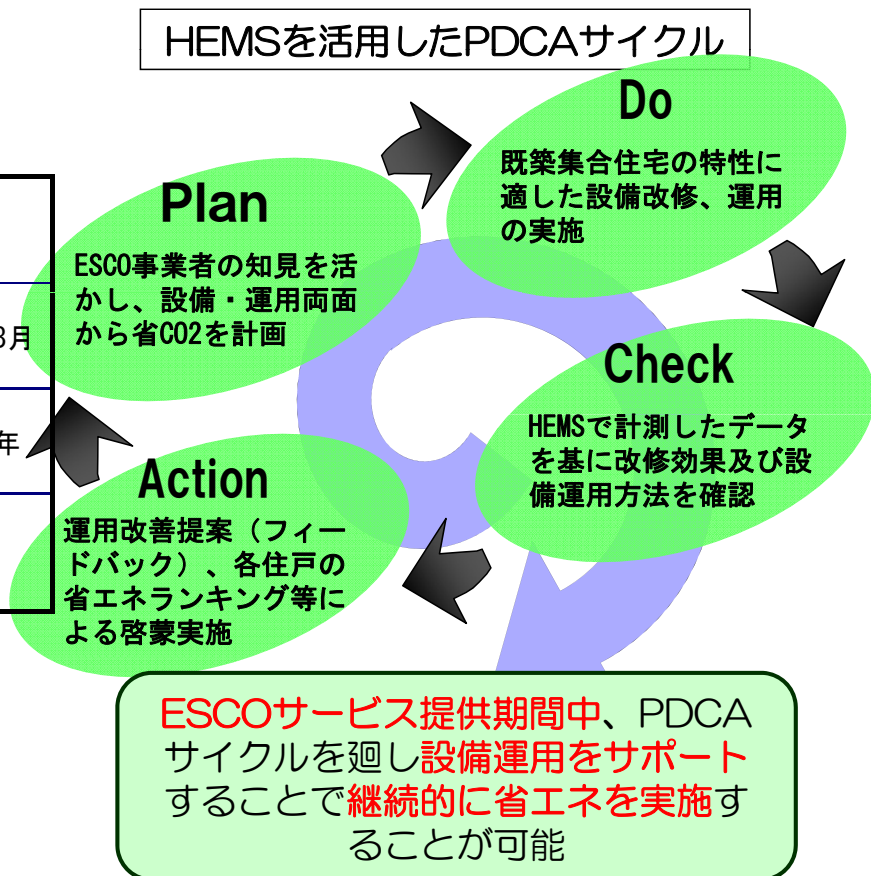 HEMSを活用したPDCAサイクル
Do
既築集合住宅の特性に
適した設備改修、運用
の実施
Plan
ESCO事業者の知見を活
かし、設備・運用両面
から省CO2を計画
3月
年
Check
HEMSで計測したデータ
を基に改修効果及び設
備運用方法を確認
Action
運用改善提案（フィー
ドバック）、各住戸の
省エネランキング等に
よる啓蒙実施
ESCOサービス提供期間中、PDCA
サイクルを廻し設備運用をサポート
することで継続的に省エネを実施す
ることが可能